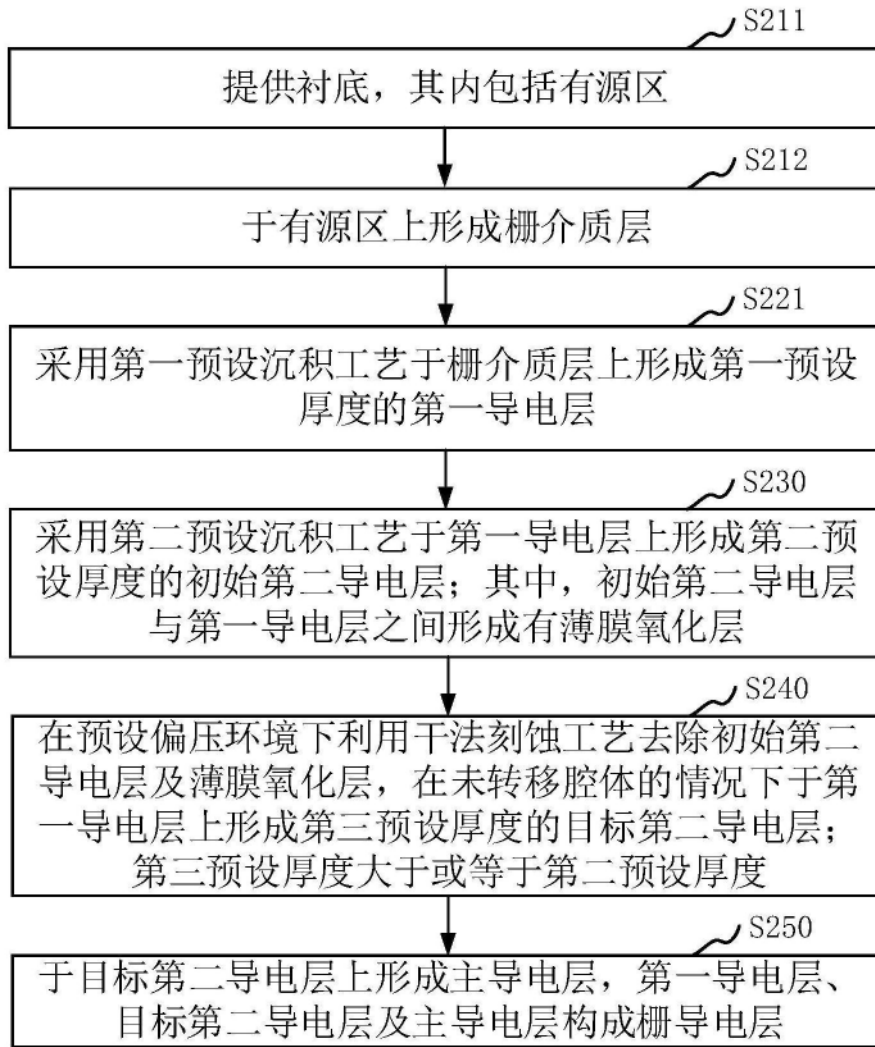 S211
提供衬底，其内包括有源区
S212
于有源区上形成栅介质层
S221
采用第一预设沉积工艺于栅介质层上形成第一预设
厚度的第一导电层
S230
采用第二预设沉积工艺于第一导电层上形成第二预
设厚度的初始第二导电层；其中，初始第二导电层
与第一导电层之间形成有薄膜氧化层
S240
在预设偏压环境下利用干法刻蚀工艺去除初始第二
导电层及薄膜氧化层，在未转移腔体的情况下于第
一导电层上形成第三预设厚度的目标第二导电层；
第三预设厚度大于或等于第二预设厚度
S250
于目标第二导电层上形成主导电层，第一导电层、
目标第二导电层及主导电层构成栅导电层